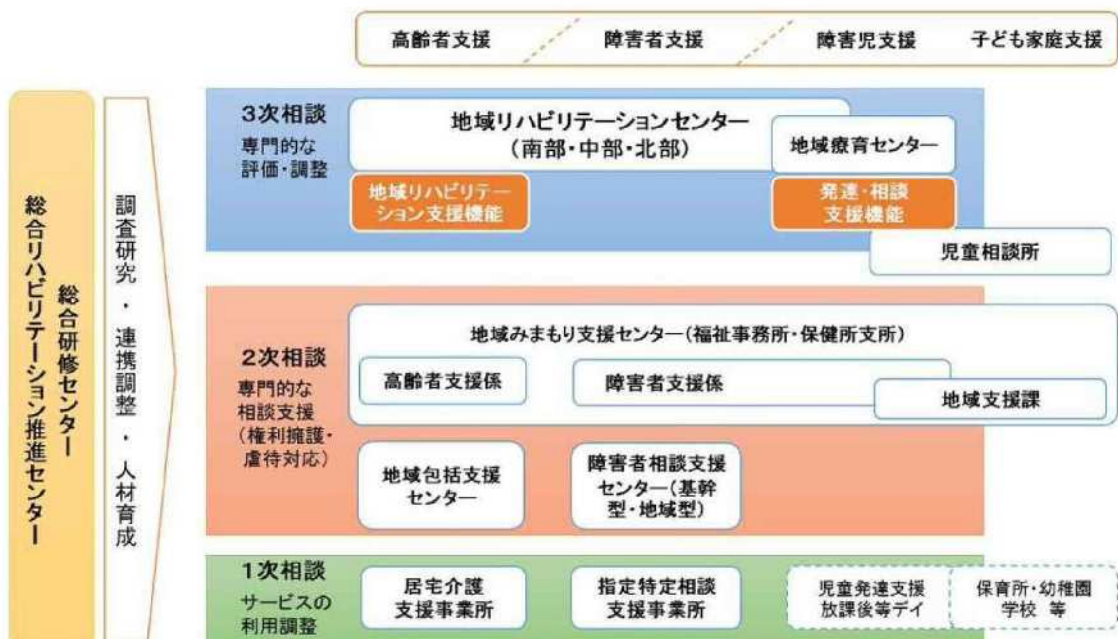 高齢者支援
障害者支援
障害児支援
子ども家庭支援
総合リハビリテーション推進センター
総合研修センター
調査研究・連携調整・人材育成
3次相談
専門的な
評価・調整
地域リハビリテーションセンター
(南部・中部・北部)
地域療育センター
地域リハビリテー
ション支援機能
発達・相談
支援機能
児童相談所
2次相談
専門的な
相談支援
(権利擁護・
虐待対応)
地域みまもり支援センター(福祉事務所・保健所支所)
高齢者支援係
障害者支援係
地域支援課
地域包括支援
センター
障害者相談支援
センター(基幹
型・地域型)
1次相談
サービスの
利用調整
居宅介護
支援事業所
指定特定相談
支援事業所
児童発達支援
放課後等デイ
保育所・幼稚園
学校 等